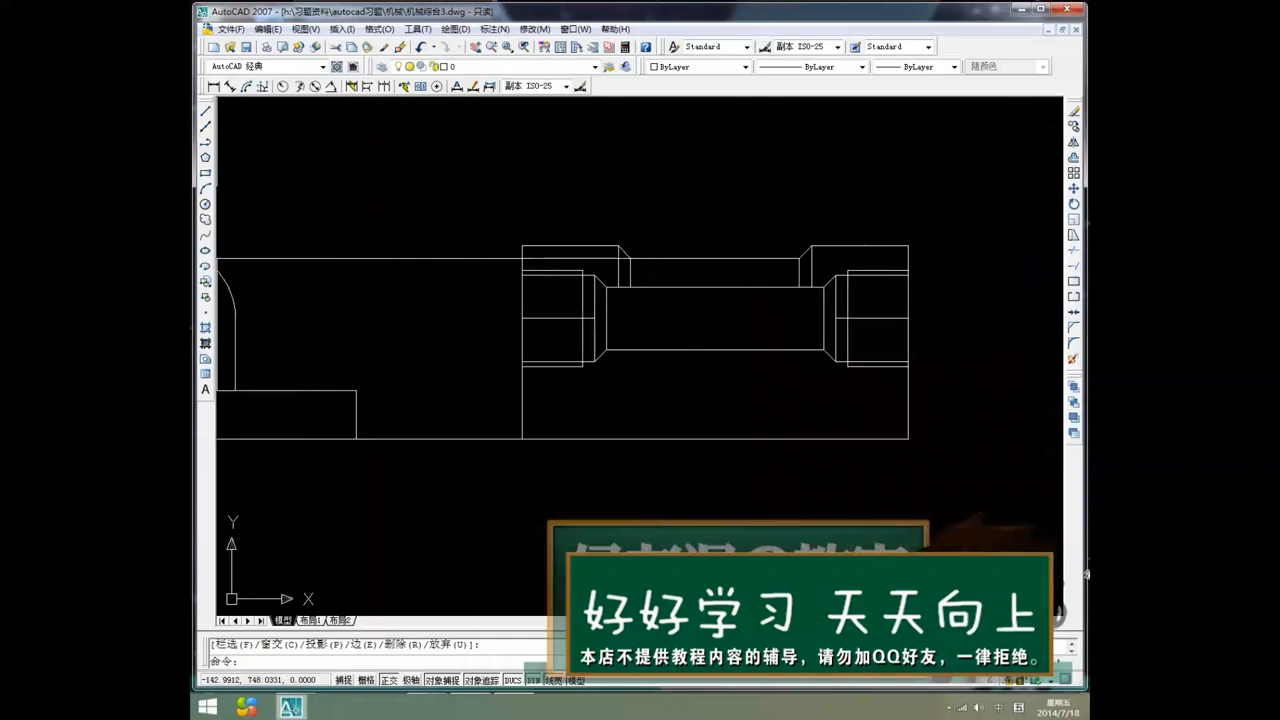 AutoCAD 2007 - [h:\习题资料\autocad习题\机械\机械综合3.dwg - 只读]
文件(F) 编辑(E) 视图(V) 插入(I) 格式(O) 工具(T) 绘图(D) 标注(N) 修改(M) 窗口(W) 帮助(H)
Standard 副本 ISO-25 Standard
AutoCAD 经典 0 ByLayer ByLayer ByLayer 随颜色
副本 ISO-25
A
Y
X
模型 布局1 布局2
[栏选(F)/窗交(C)/投影(P)/边(E)/删除(R)/放弃(U)]:
命令:
好好学习 天天向上
本店不提供教程内容的辅导，请勿加QQ好友，一律拒绝。
-142.9912, 748.0331, 0.0000 捕捉 栅格 正交 极轴 对象捕捉 对象追踪 DUCS DYN 线宽 模型
中 五
星期五
2014/7/18